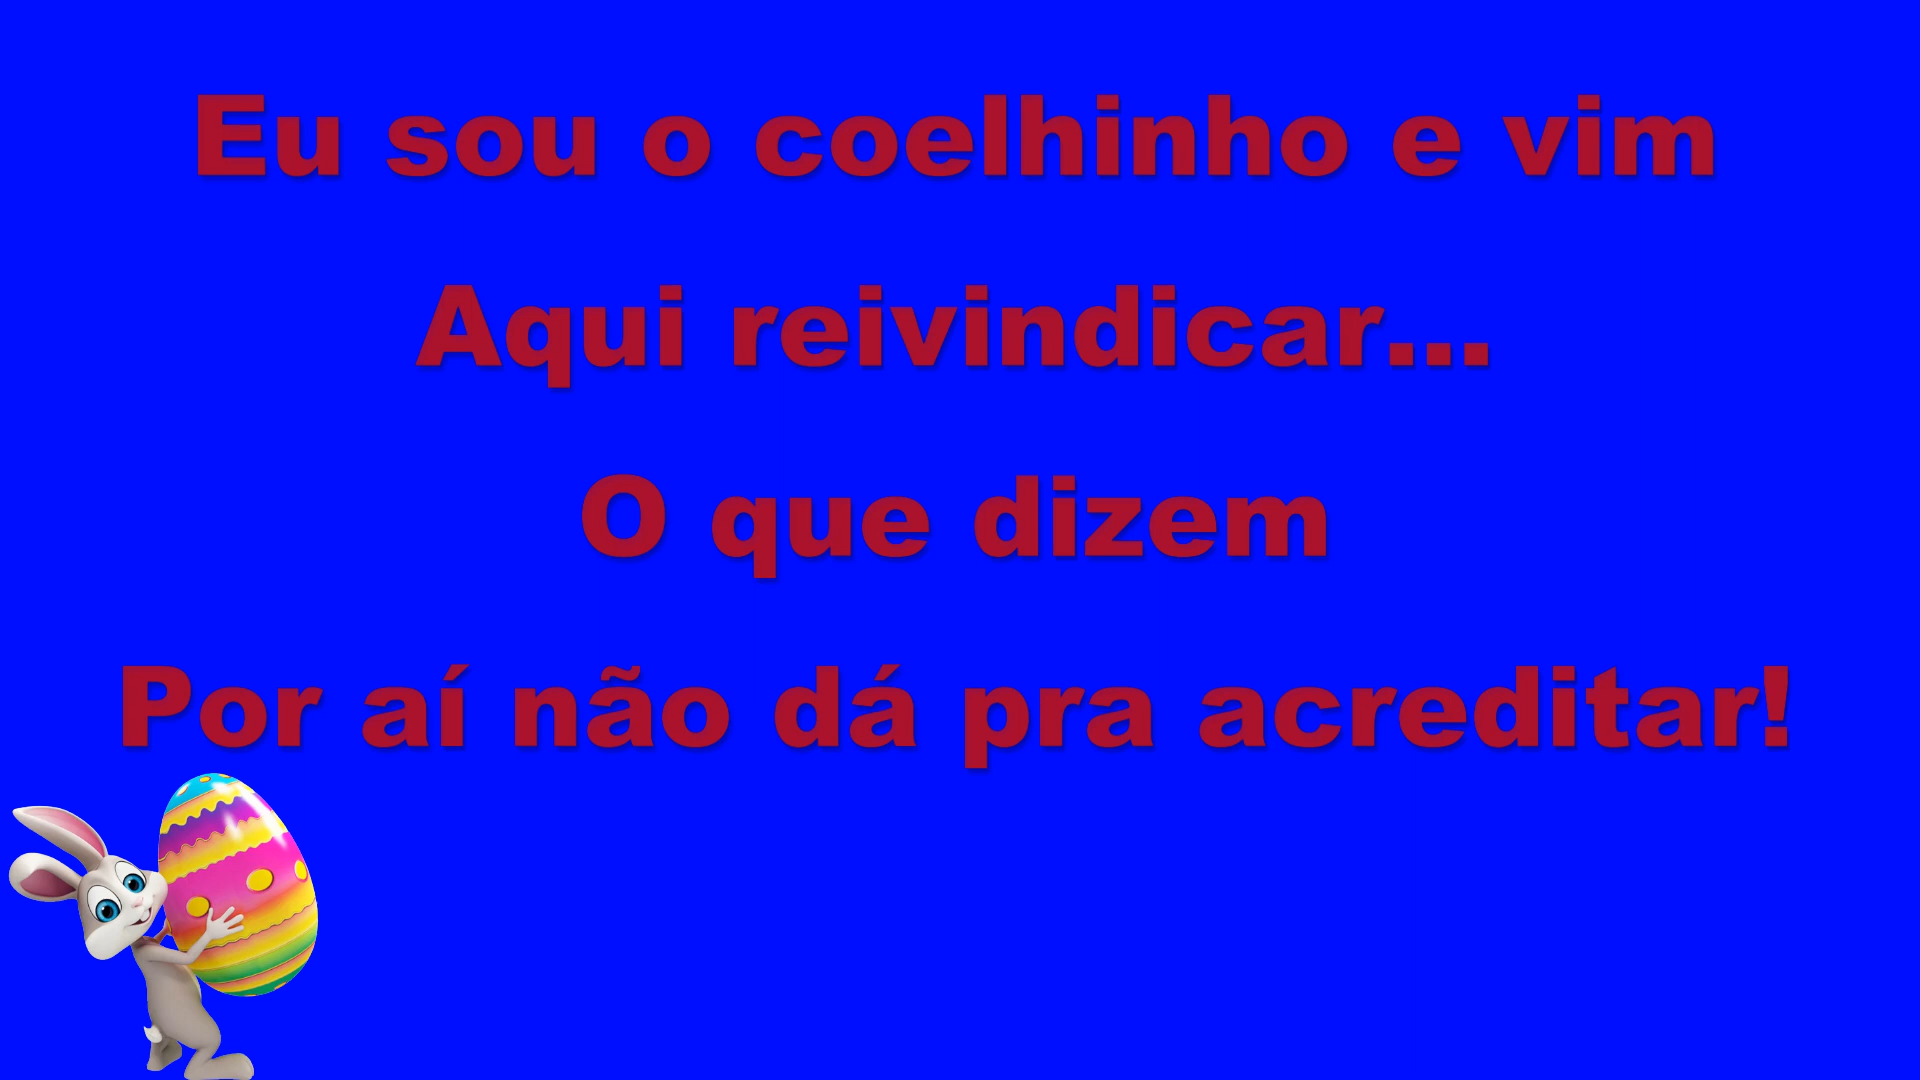 Eu sou o coelhinho e vim
Aqui reivindicar...
O que dizem
Por aí não dá pra acreditar!